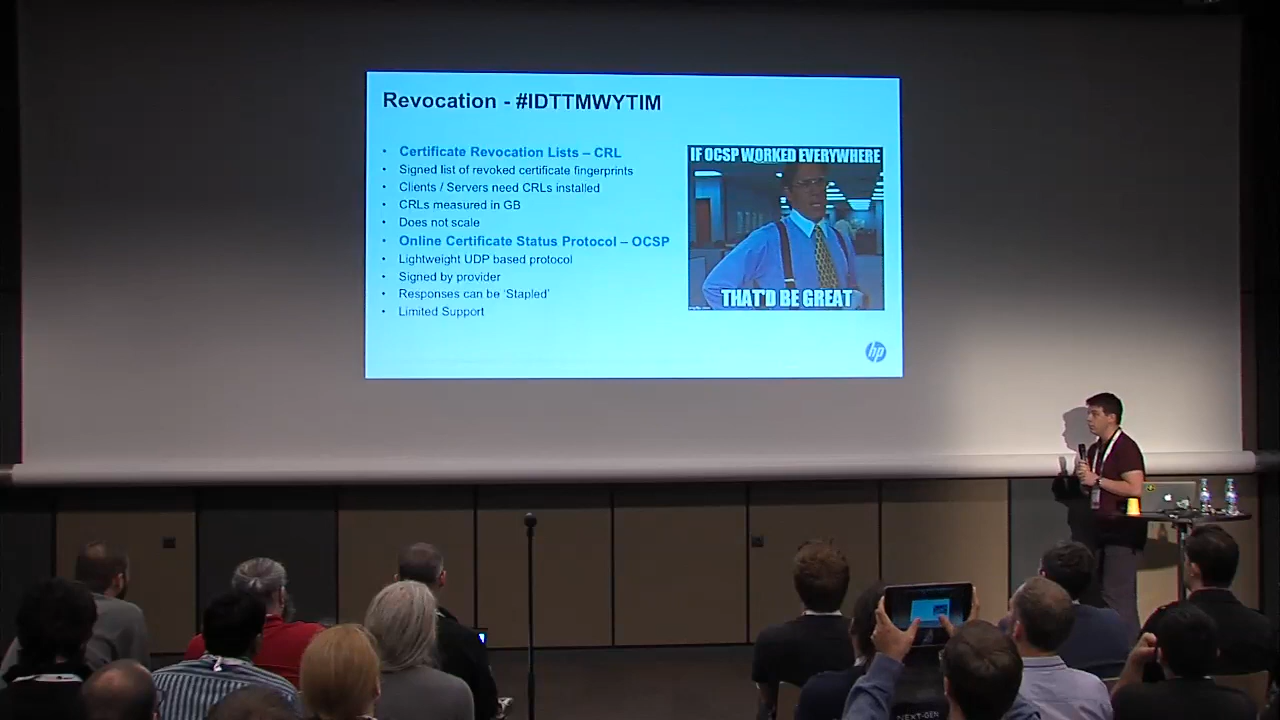 Revocation - #IDTTMWYTIM
• Certificate Revocation Lists – CRL
• Signed list of revoked certificate fingerprints
• Clients / Servers need CRLs installed
• CRLs measured in GB
• Does not scale
• Online Certificate Status Protocol – OCSP
• Lightweight UDP based protocol
• Signed by provider
• Responses can be 'Stapled'
• Limited Support
IF OCSP WORKED EVERYWHERE
THAT'D BE GREAT
hp
NEXT-GEN